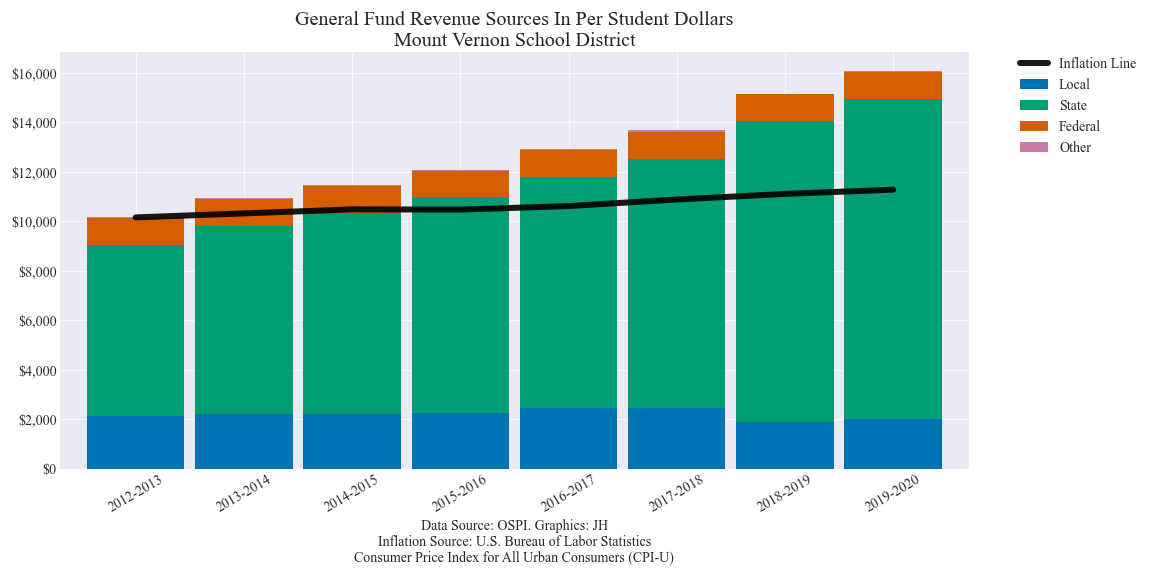 General Fund Revenue Sources In Per Student Dollars
Mount Vernon School District
Inflation Line
Local
State
Federal
Other
$16,000
$14,000
$12,000
$10,000
$8,000
$6,000
$4,000
$2,000
$0
2012-2013
2013-2014
2014-2015
2015-2016
2016-2017
2017-2018
2018-2019
2019-2020
Data Source: OSPI. Graphics: JH
Inflation Source: U.S. Bureau of Labor Statistics
Consumer Price Index for All Urban Consumers (CPI-U)